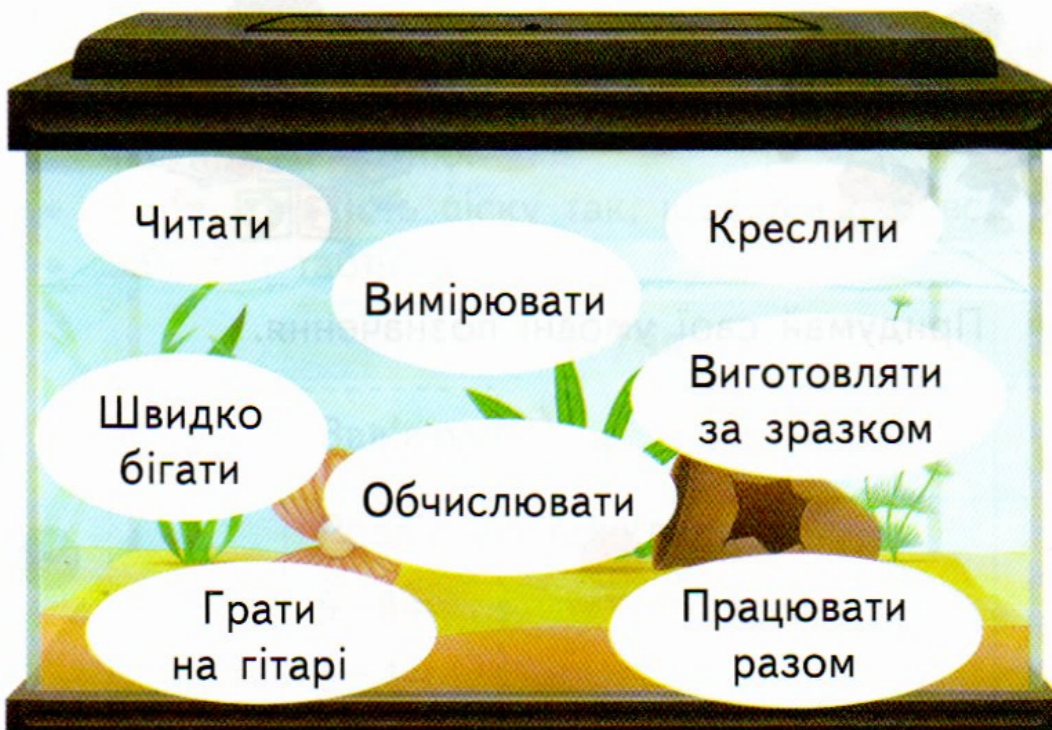 Читати
Креслити
Вимірювати
Виготовляти
за зразком
Швидко
бігати
Обчислювати
Грати
на гітарі
Працювати
разом